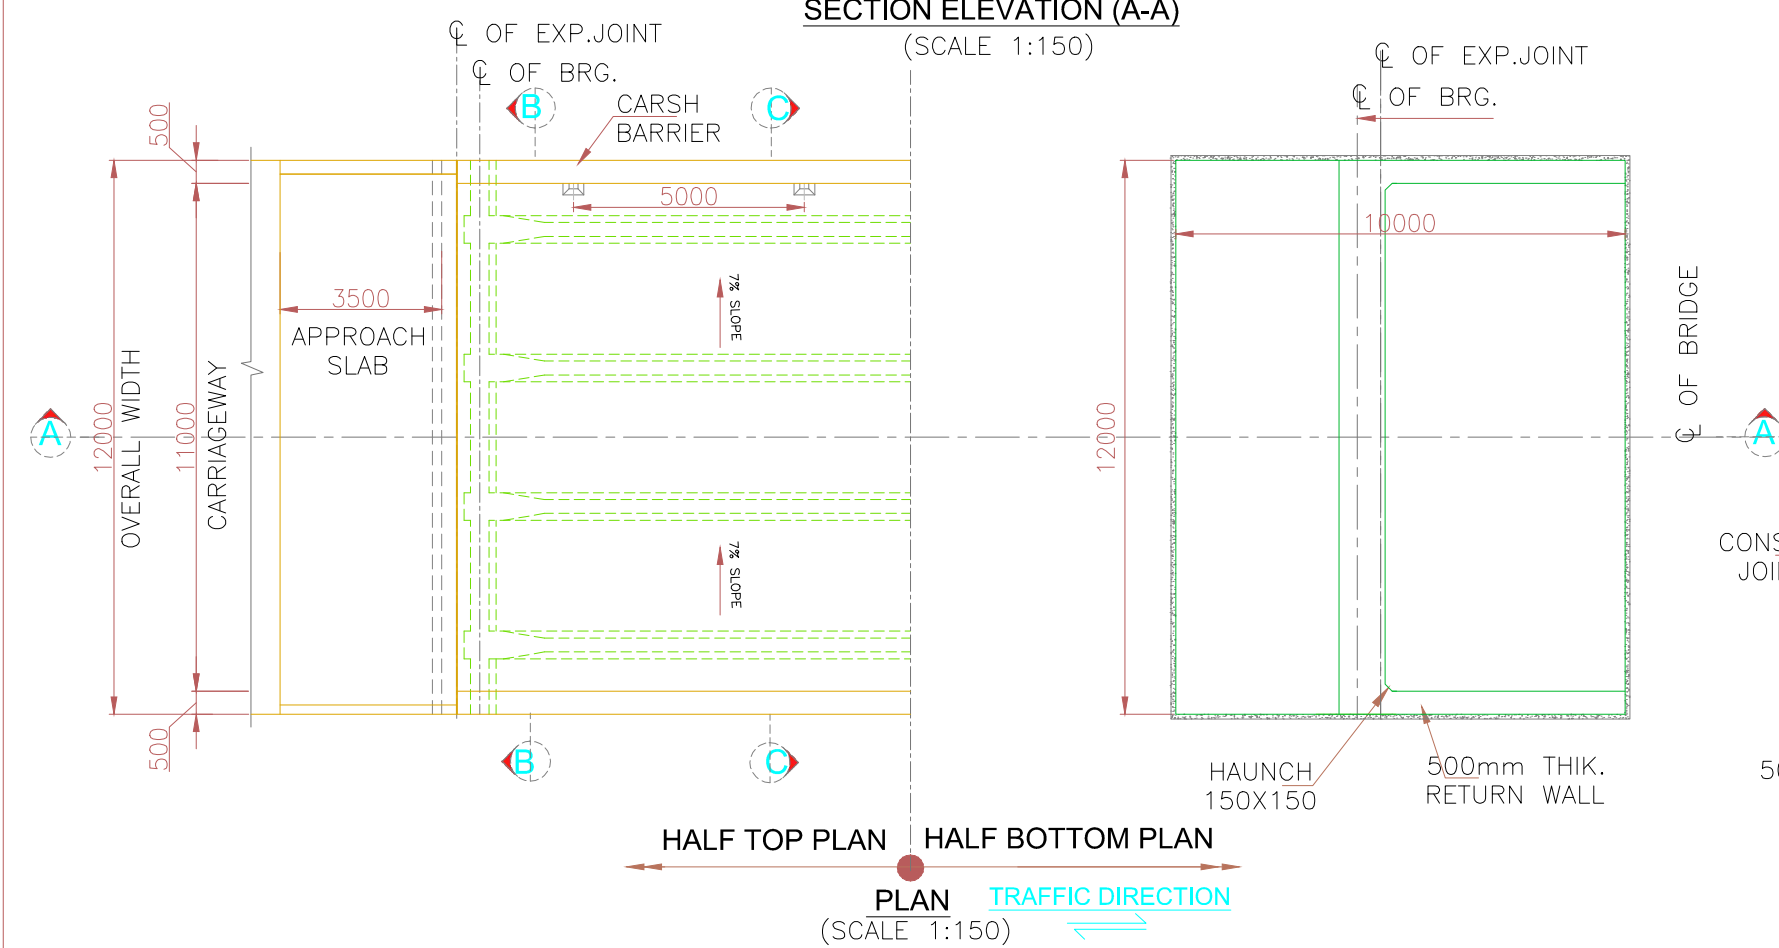 SECTION ELEVATION (A-A)
(SCALE 1:150)
℄ OF EXP.JOINT
℄ OF BRG.
B
C
CARSH
BARRIER
℄ OF EXP.JOINT
℄ OF BRG.
500
5000
10000
7% SLOPE
3500
APPROACH
SLAB
OVERALL WIDTH
12000
11000
CARRIAGEWAY
A
12000
℄ OF BRIDGE
A
7% SLOPE
500
B
C
HAUNCH
150X150
500mm THIK.
RETURN WALL
HALF TOP PLAN
HALF BOTTOM PLAN
PLAN
(SCALE 1:150)
TRAFFIC DIRECTION